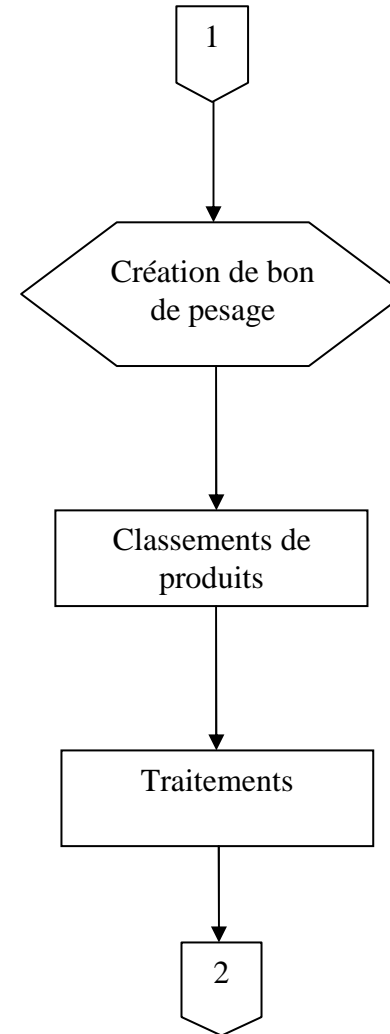 1
Création de bon
de pesage
Classements de
produits
Traitements
2